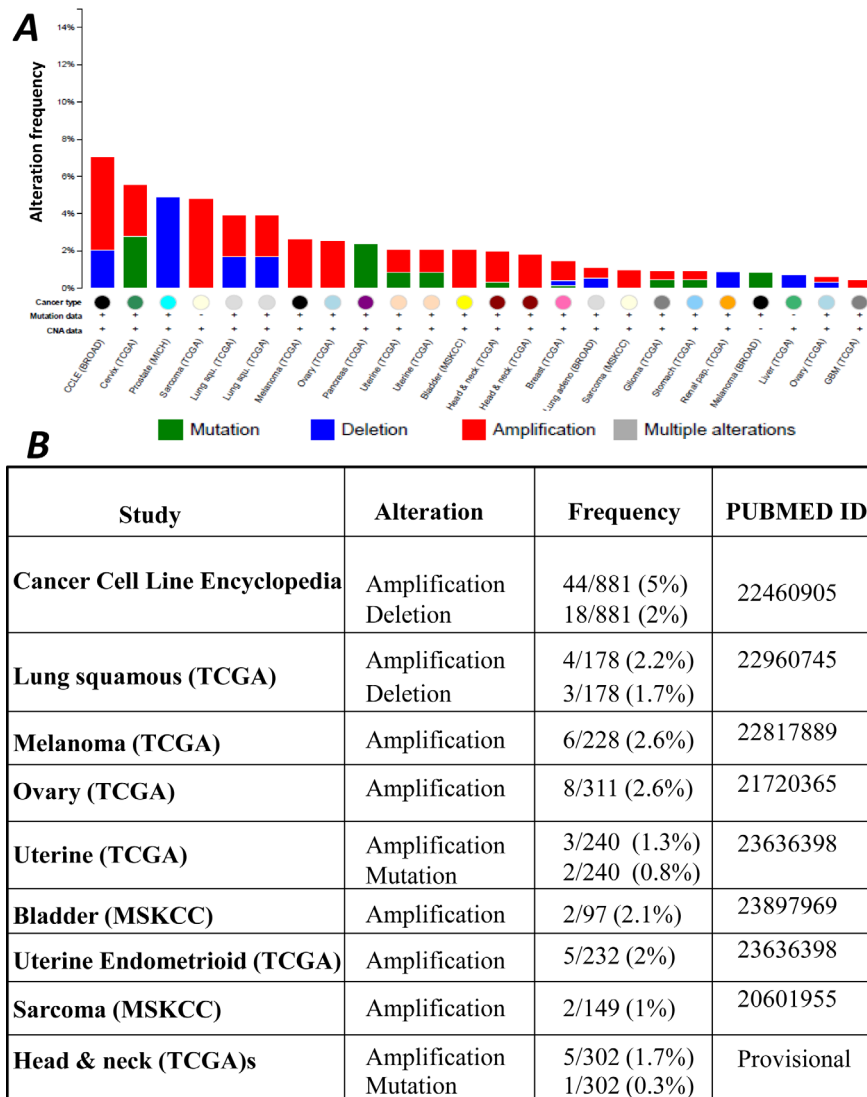 A
Alteration frequency
14%
12%
10%
8%
6%
4%
2%
0%
Cancer type
Mutation data + + + - + + + + + + + + + + + + + + + + + - + +
CNA data + + + + + + + + + + + + + + + + + + + + - + + +
CCLE (BROAD)
Cervix (TCGA)
Prostate (MICH)
Sarcoma (TCGA)
Lung squ. (TCGA)
Lung squ. (TCGA)
Melanoma (TCGA)
Ovary (TCGA)
Pancreas (TCGA)
Uterine (TCGA)
Uterine (TCGA)
Bladder (MSKCC)
Head & neck (TCGA)
Head & neck (TCGA)
Breast (TCGA)
Lung adeno (BROAD)
Sarcoma (MSKCC)
Glioma (TCGA)
Stomach (TCGA)
Renal pap. (TCGA)
Melanoma (BROAD)
Liver (TCGA)
Ovary (TCGA)
GBM (TCGA)
Mutation Deletion Amplification Multiple alterations
B
Study Alteration Frequency PUBMED ID
Cancer Cell Line Encyclopedia Amplification 44/881 (5%) 22460905
Deletion 18/881 (2%)
Lung squamous (TCGA) Amplification 4/178 (2.2%) 22960745
Deletion 3/178 (1.7%)
Melanoma (TCGA) Amplification 6/228 (2.6%) 22817889
Ovary (TCGA) Amplification 8/311 (2.6%) 21720365
Uterine (TCGA) Amplification 3/240 (1.3%) 23636398
Mutation 2/240 (0.8%)
Bladder (MSKCC) Amplification 2/97 (2.1%) 23897969
Uterine Endometrioid (TCGA) Amplification 5/232 (2%) 23636398
Sarcoma (MSKCC) Amplification 2/149 (1%) 20601955
Head & neck (TCGA)s Amplification 5/302 (1.7%) Provisional
Mutation 1/302 (0.3%)